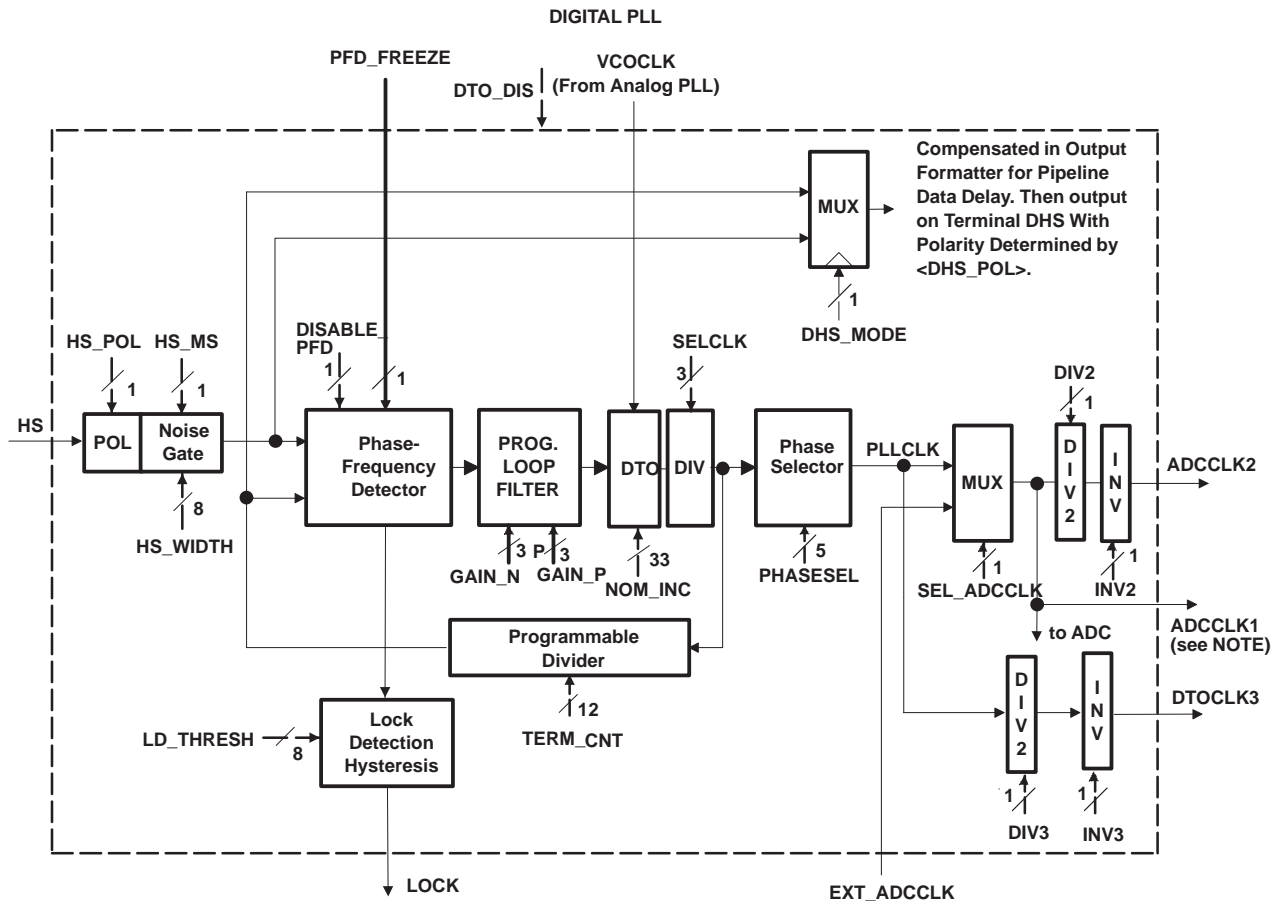 DIGITAL PLL
PFD_FREEZE
DTO_DIS
VCOCLK
(From Analog PLL)
Compensated in Output
Formatter for Pipeline
Data Delay. Then output
on Terminal DHS With
Polarity Determined by
<DHS_POL>.
MUX
1
DHS_MODE
HS_POL
HS_MS
DISABLE_
PFD
SELCLK
1
1
1
1
3
DIV2
1
HS
POL
Noise
Gate
Phase-
Frequency
Detector
PROG.
LOOP
FILTER
DTO
DIV
Phase
Selector
PLLCLK
MUX
D
I
V
2
I
N
V
ADCCLK2
8
HS_WIDTH
3
GAIN_N
P
3
GAIN_P
33
NOM_INC
5
PHASESEL
1
SEL_ADCCLK
1
INV2
ADCCLK1
(see NOTE)
to ADC
Programmable
Divider
12
TERM_CNT
D
I
V
2
I
N
V
DTOCLK3
LD_THRESH
8
Lock
Detection
Hysteresis
1
DIV3
1
INV3
LOCK
EXT_ADCCLK